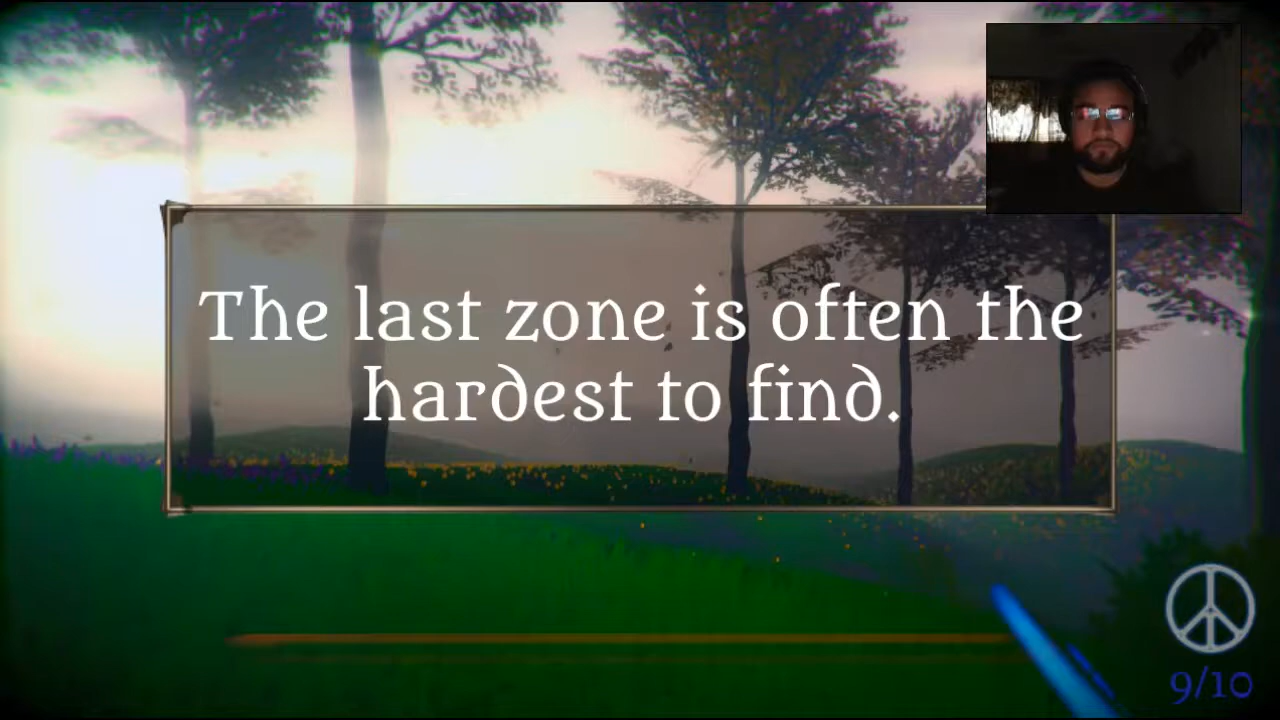 The last zone is often the
hardest to find.
9/10